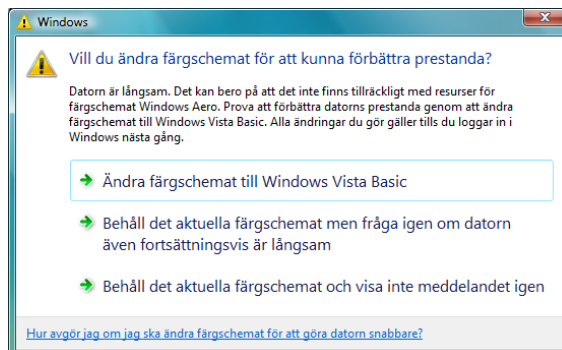 Windows
Vill du ändra färgschemat för att kunna förbättra prestanda?
Datorn är långsam. Det kan bero på att det inte finns tillräckligt med resurser för
färgschemat Windows Aero. Prova att förbättra datorns prestanda genom att ändra
färgschemat till Windows Vista Basic. Alla ändringar du gör gäller tills du loggar in i
Windows nästa gång.
Ändra färgschemat till Windows Vista Basic
Behåll det aktuella färgschemat men fråga igen om datorn
även fortsättningsvis är långsam
Behåll det aktuella färgschemat och visa inte meddelandet igen
Hur avgör jag om jag ska ändra färgschemat för att göra datorn snabbare?